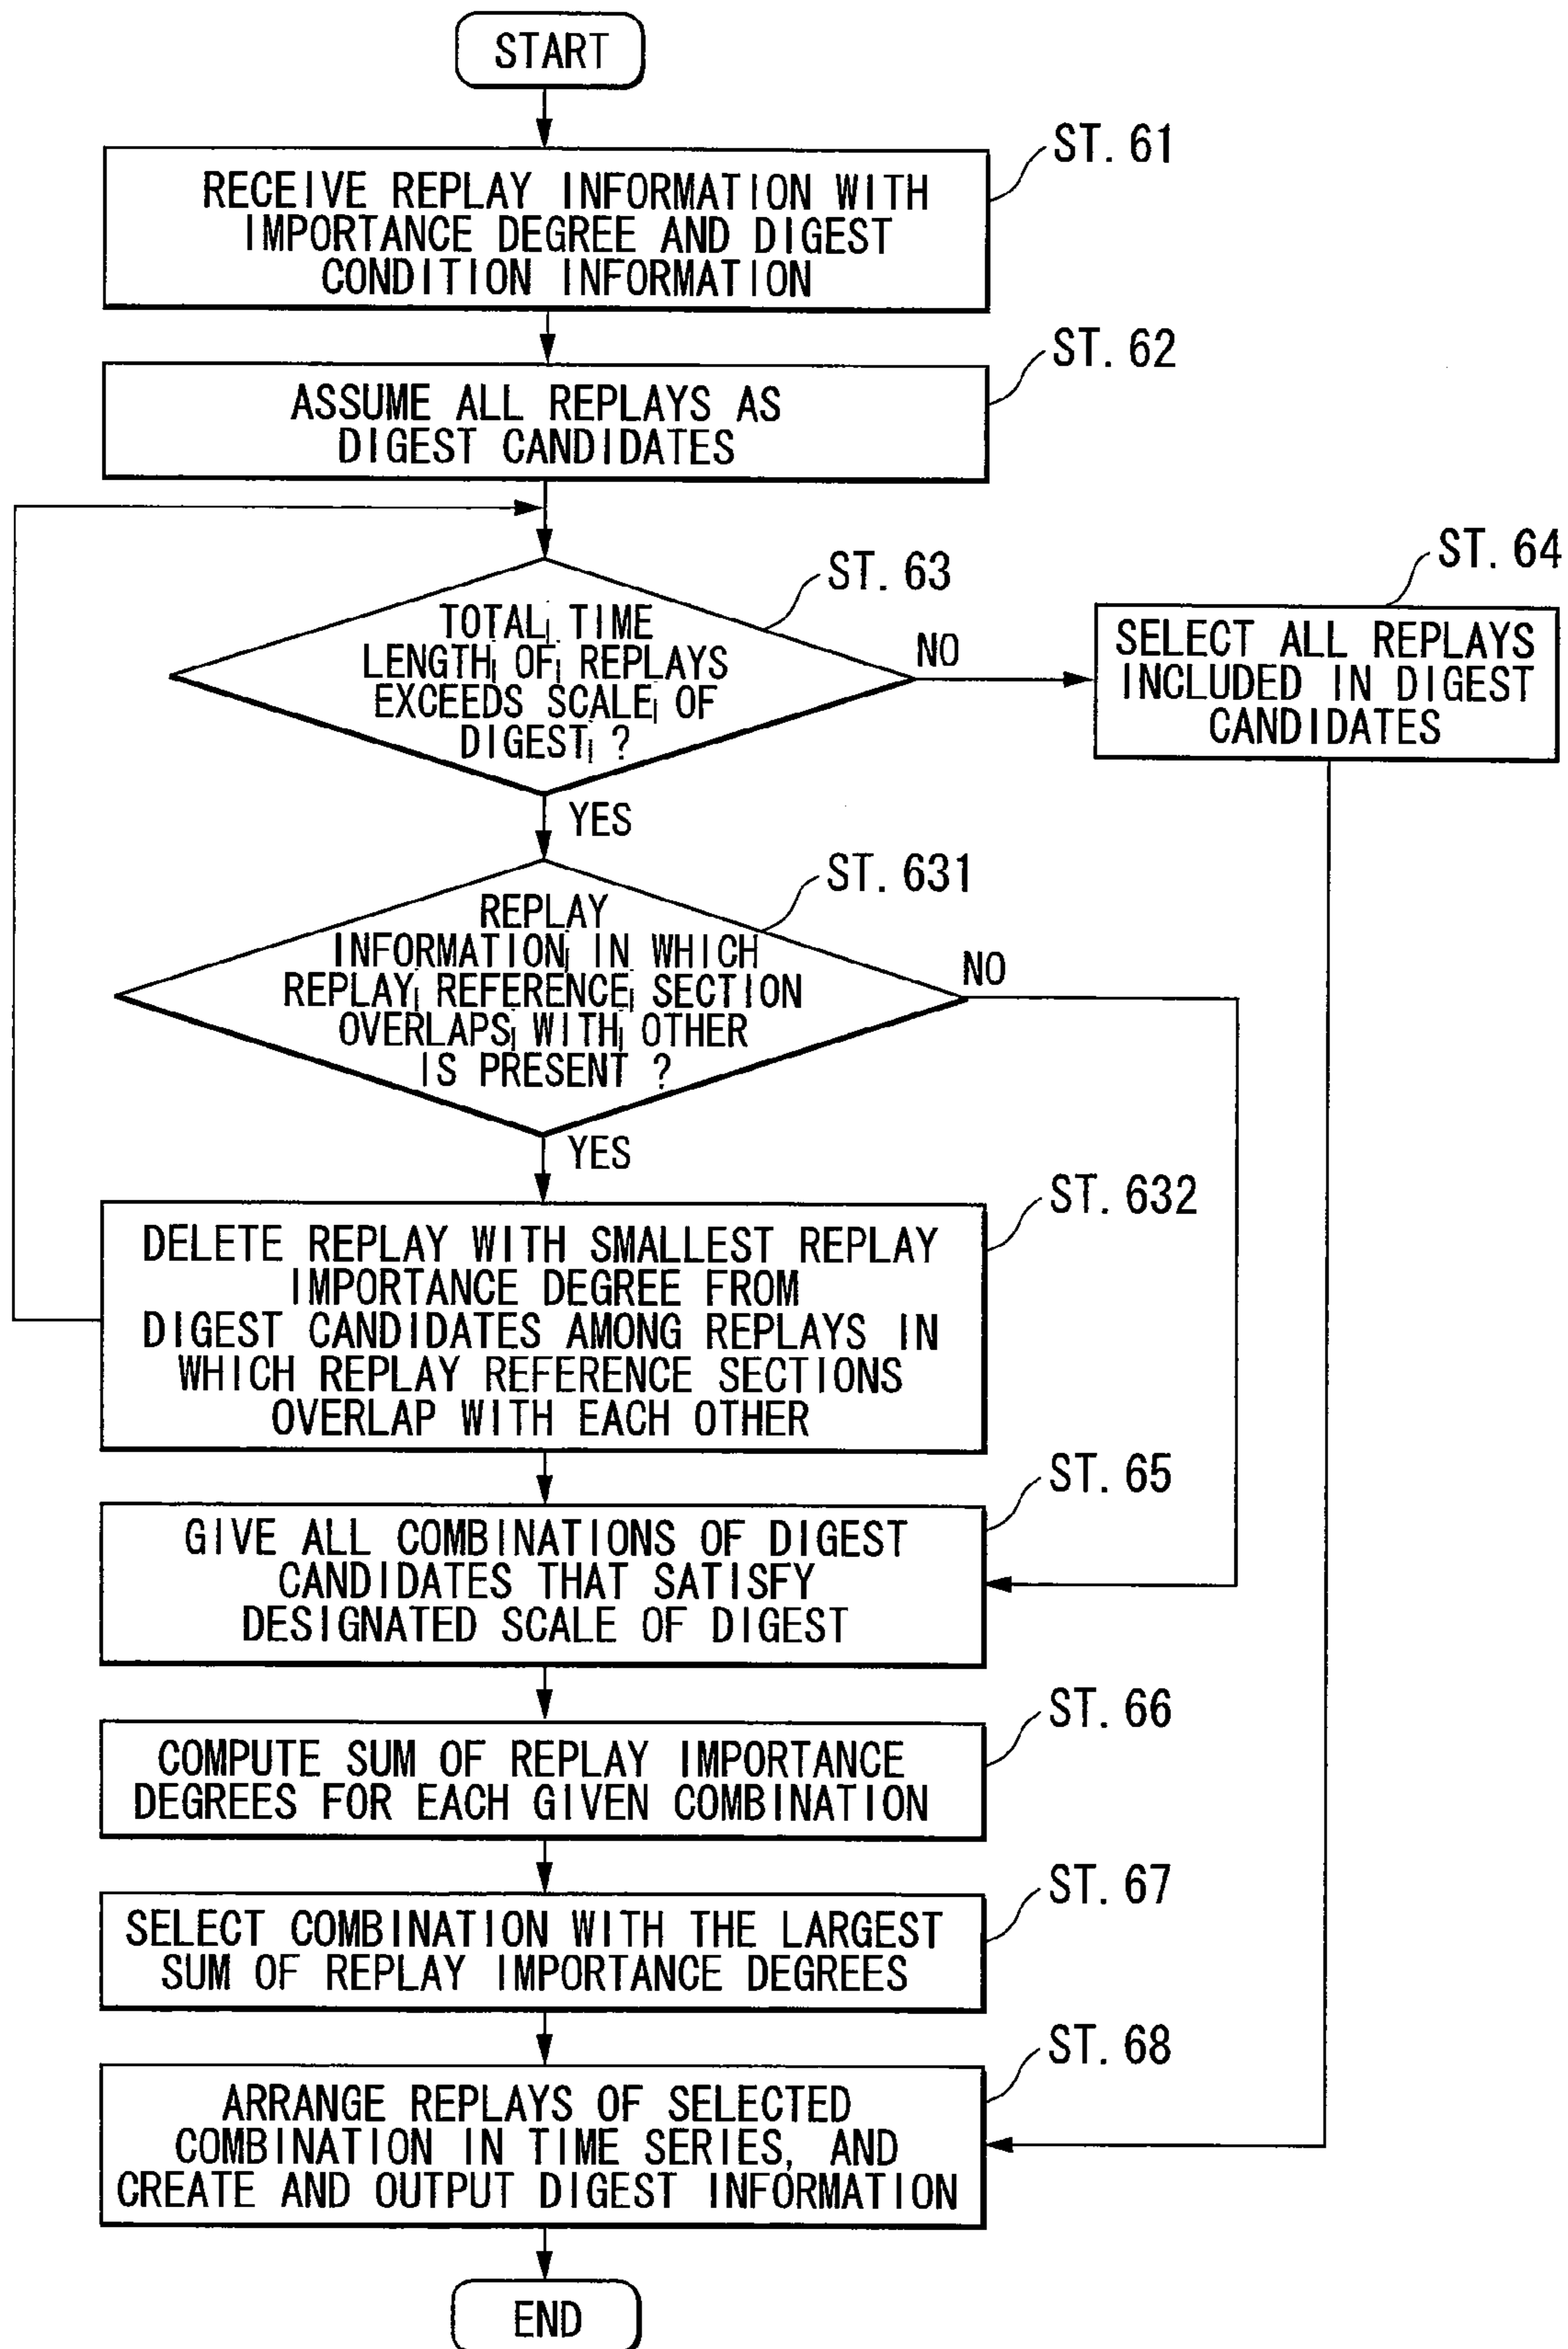 START
ST. 61
RECEIVE REPLAY INFORMATION WITH
IMPORTANCE DEGREE AND DIGEST
CONDITION INFORMATION
ST. 62
ASSUME ALL REPLAYS AS
DIGEST CANDIDATES
ST. 63
TOTAL TIME
LENGTH OF REPLAYS
EXCEEDS SCALE OF
DIGEST ?
NO
YES
ST. 64
SELECT ALL REPLAYS
INCLUDED IN DIGEST
CANDIDATES
ST. 631
REPLAY
INFORMATION IN WHICH
REPLAY REFERENCE SECTION
OVERLAPS WITH OTHER
IS PRESENT ?
NO
YES
ST. 632
DELETE REPLAY WITH SMALLEST REPLAY
IMPORTANCE DEGREE FROM
DIGEST CANDIDATES AMONG REPLAYS IN
WHICH REPLAY REFERENCE SECTIONS
OVERLAP WITH EACH OTHER
ST. 65
GIVE ALL COMBINATIONS OF DIGEST
CANDIDATES THAT SATISFY
DESIGNATED SCALE OF DIGEST
ST. 66
COMPUTE SUM OF REPLAY IMPORTANCE
DEGREES FOR EACH GIVEN COMBINATION
ST. 67
SELECT COMBINATION WITH THE LARGEST
SUM OF REPLAY IMPORTANCE DEGREES
ST. 68
ARRANGE REPLAYS OF SELECTED
COMBINATION IN TIME SERIES, AND
CREATE AND OUTPUT DIGEST INFORMATION
END